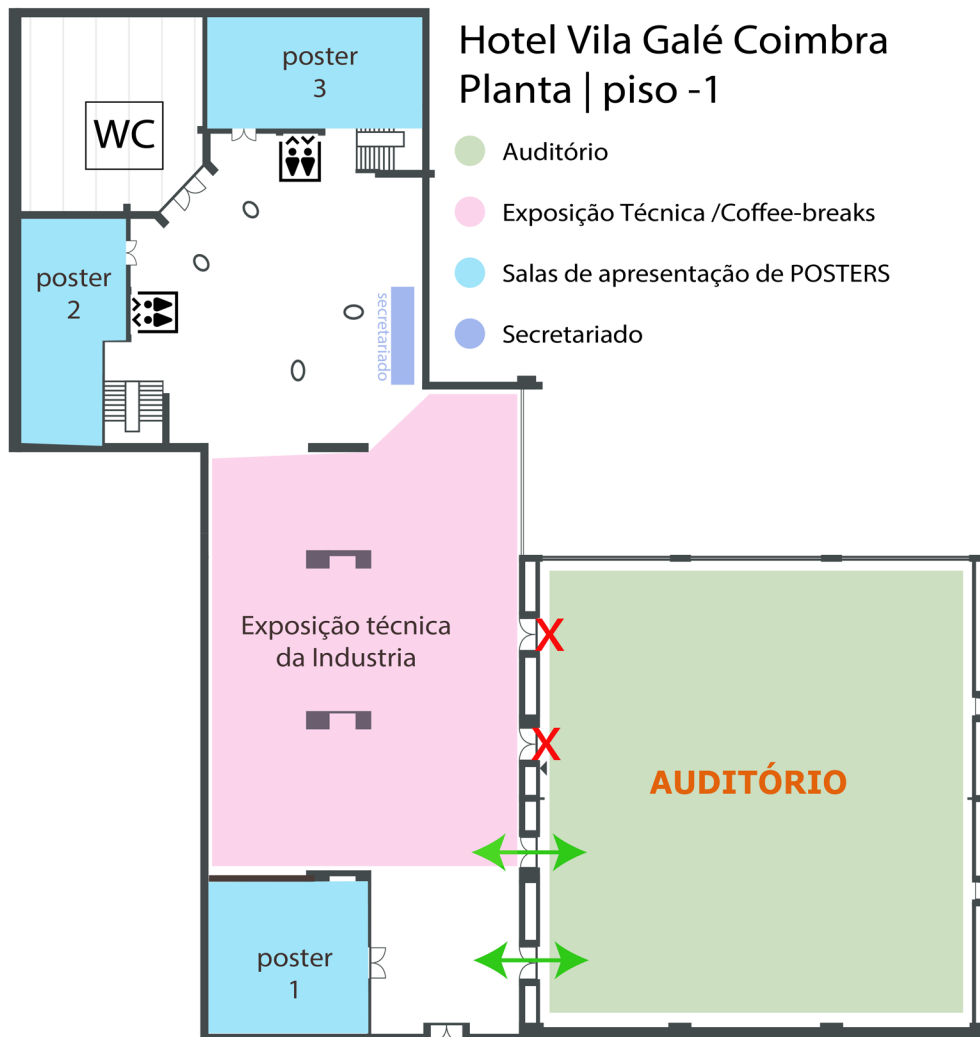 Hotel Vila Galé Coimbra
Planta | piso -1
Auditório
Exposição Técnica /Coffee-breaks
Salas de apresentação de POSTERS
Secretariado
poster
3
WC
poster
2
secretariado
Exposição técnica
da Industria
X
X
AUDITÓRIO
poster
1